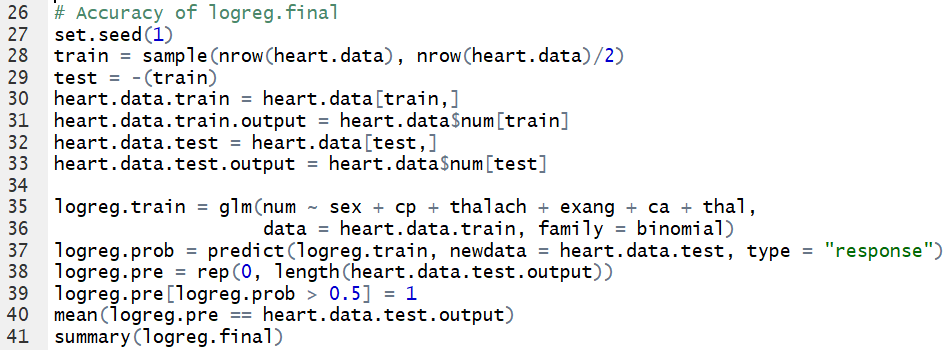 26 # Accuracy of logreg.final
27 set.seed(1)
28 train = sample(nrow(heart.data), nrow(heart.data)/2)
29 test = -(train)
30 heart.data.train = heart.data[train,]
31 heart.data.train.output = heart.data$num[train]
32 heart.data.test = heart.data[test,]
33 heart.data.test.output = heart.data$num[test]
34
35 logreg.train = glm(num ~ sex + cp + thalach + exang + ca + thal,
36 data = heart.data.train, family = binomial)
37 logreg.prob = predict(logreg.train, newdata = heart.data.test, type = "response")
38 logreg.pre = rep(0, length(heart.data.test.output))
39 logreg.pre[logreg.prob > 0.5] = 1
40 mean(logreg.pre == heart.data.test.output)
41 summary(logreg.final)